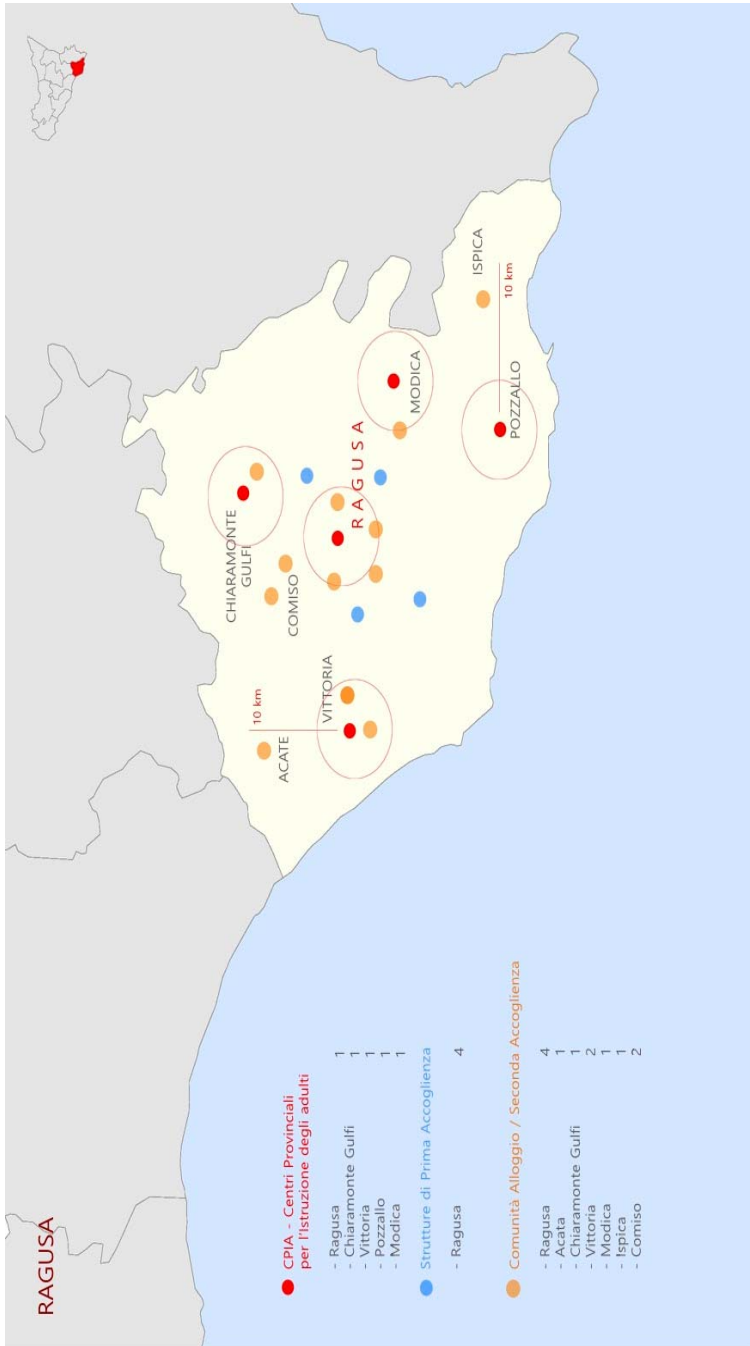 RAGUSA
CPIA - Centri Provinciali
per l'Istruzione degli adulti
- Ragusa 1
- Chiaramonte Gulfi 1
- Vittoria 1
- Pozzallo 1
- Modica 1
Strutture di Prima Accoglienza
- Ragusa 4
Comunità Alloggio / Seconda Accoglienza
- Ragusa 4
- Acata 1
- Chiaramonte Gulfi 1
- Vittoria 2
- Modica 1
- Ispica 1
- Comiso 2
ACATE
10 km
VITTORIA
COMISO
CHIARAMONTE
GULFI
RAGUSA
MODICA
POZZALLO
10 km
ISPICA